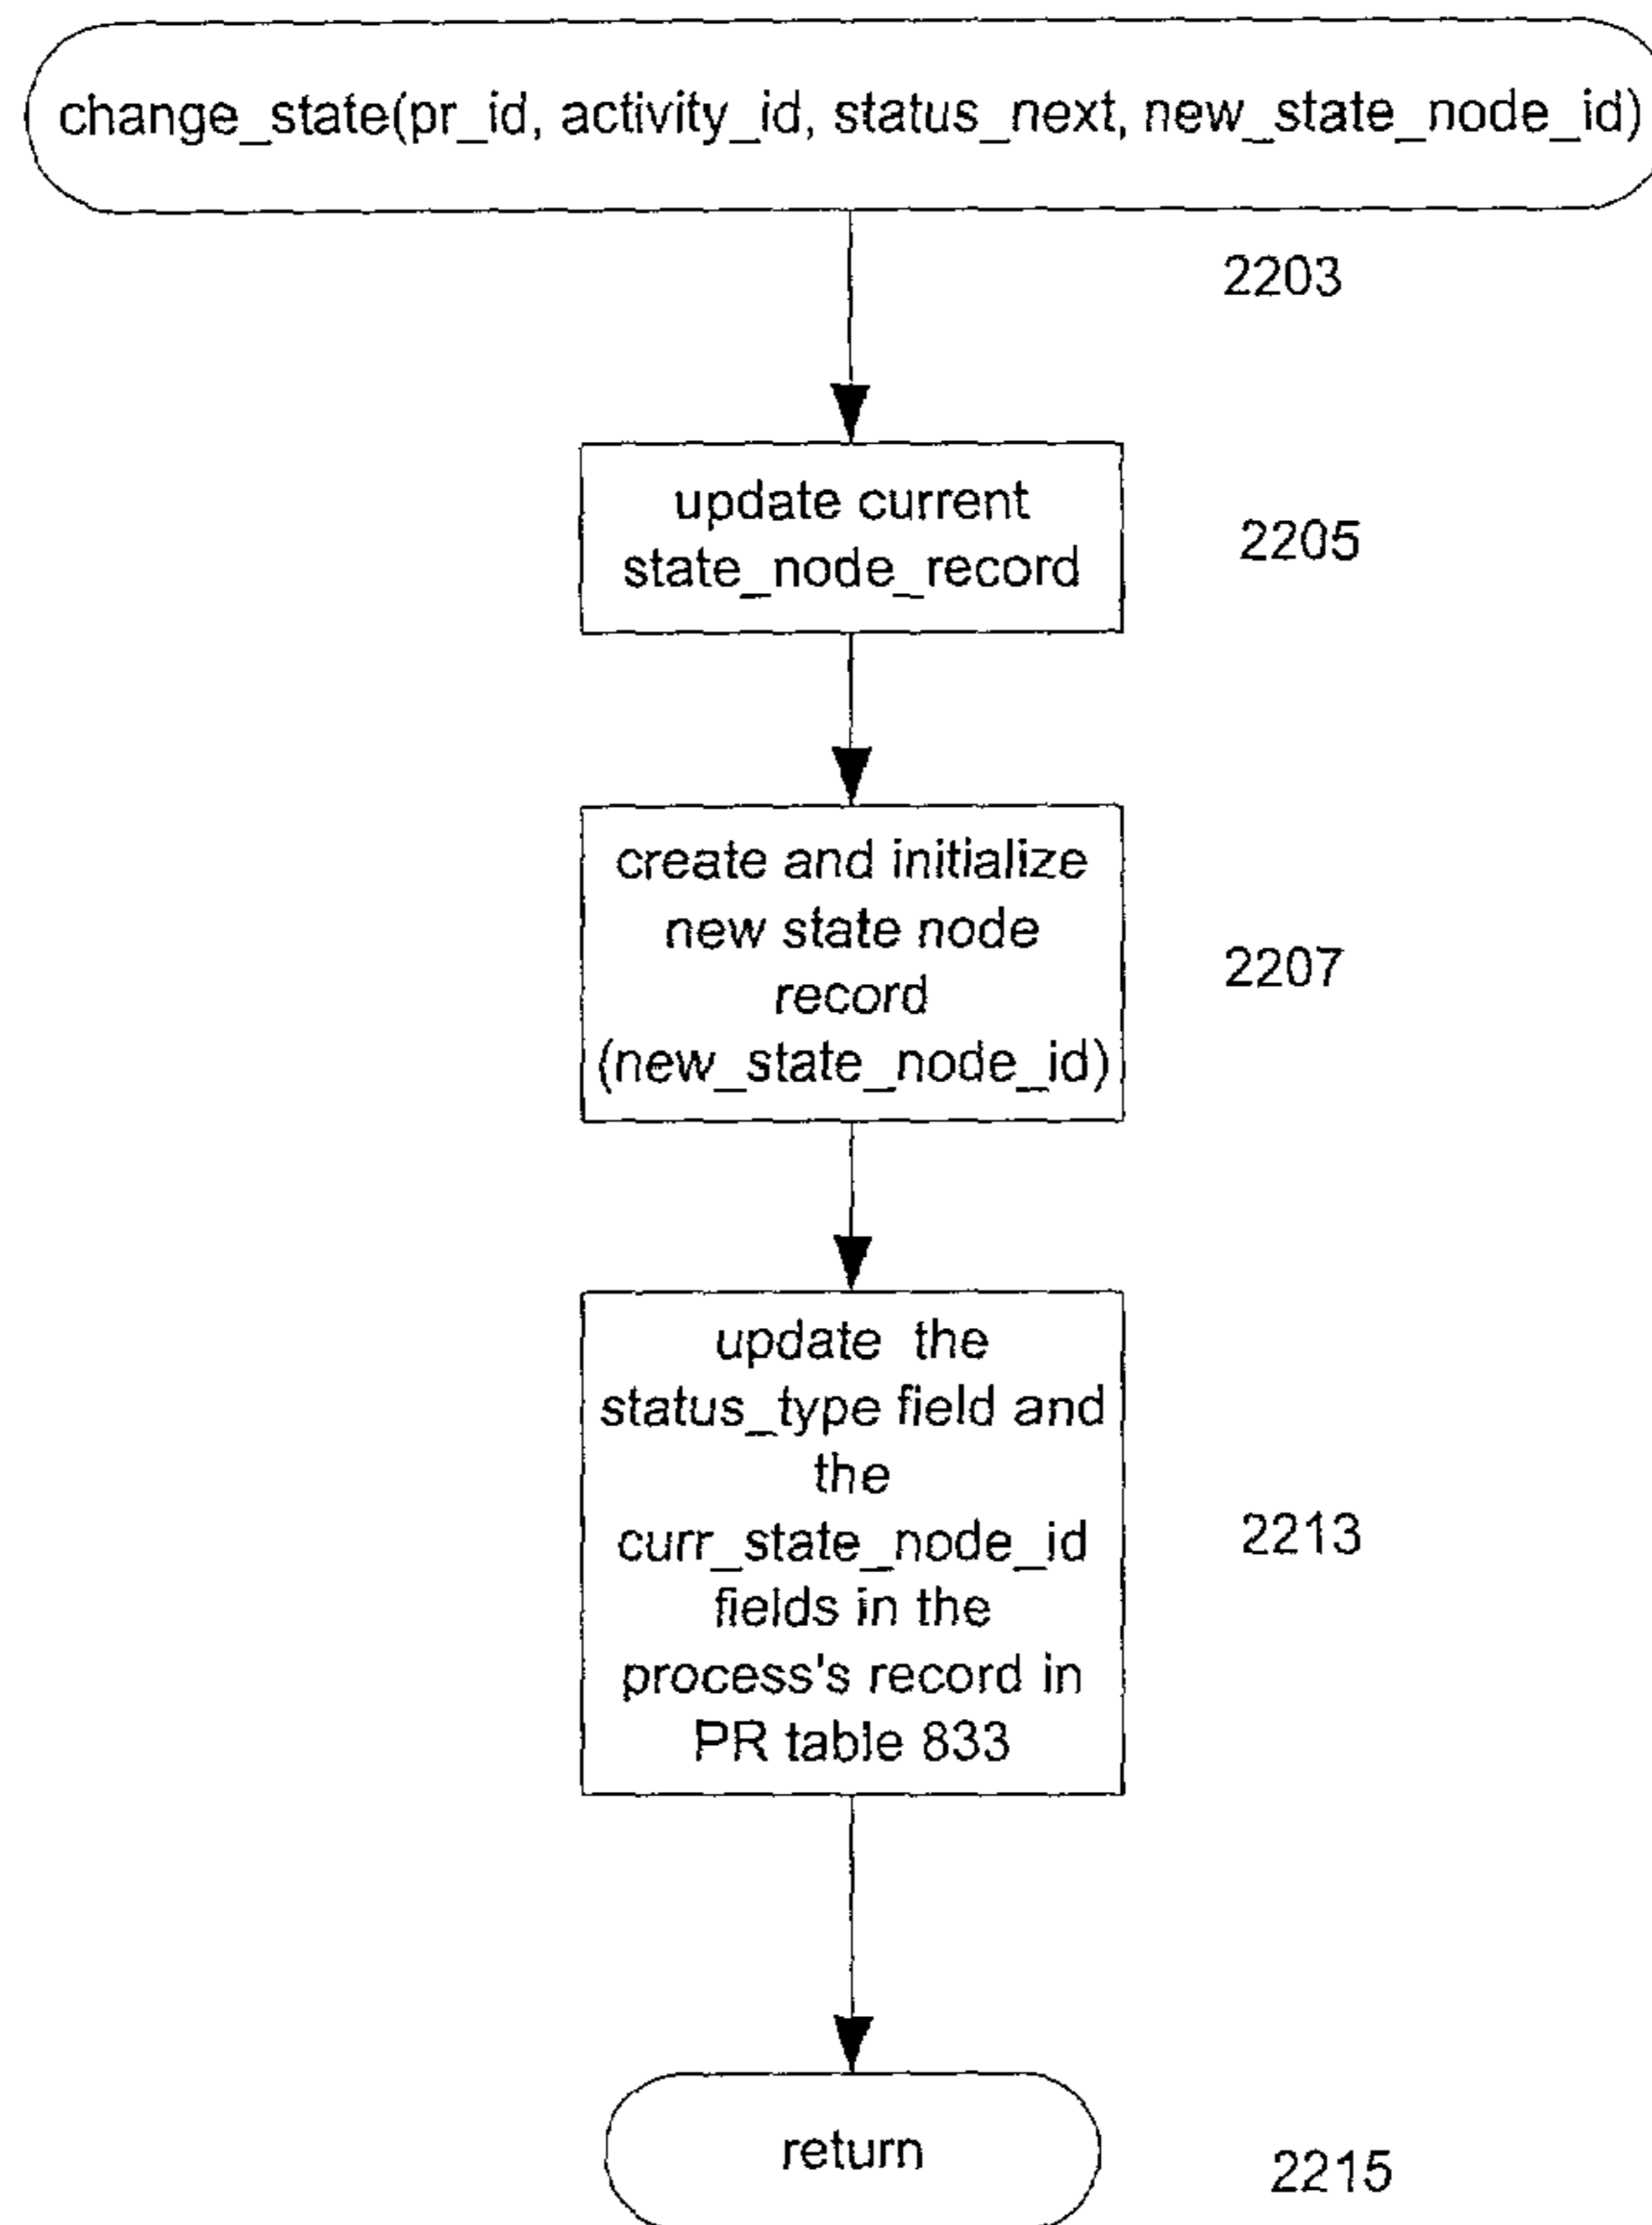 change_state(pr_id, activity_id, status_next, new_state_node_id)
2203
update current
state_node_record
2205
create and initialize
new state node
record
(new_state_node_id)
2207
update the
status_type field and
the
curr_state_node_id
fields in the
process's record in
PR table 833
2213
return
2215